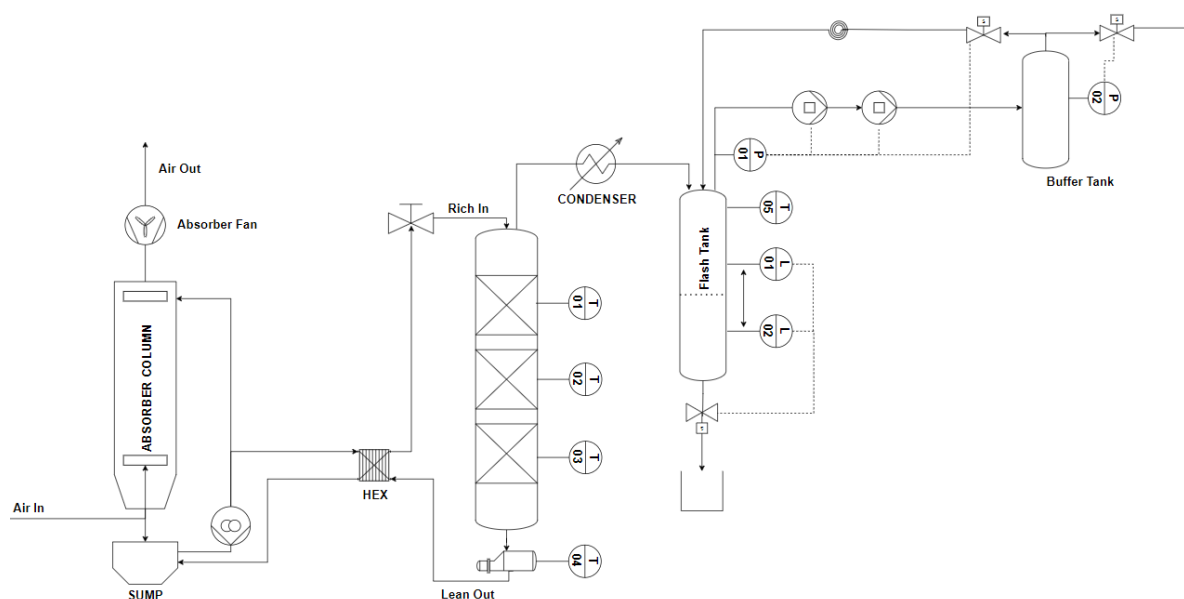 Air Out
Absorber Fan
ABSORBER COLUMN
Air In
SUMP
HEX
Rich In
Lean Out
CONDENSER
T 01
T 02
T 03
T 04
Flash Tank
P 01
T 05
L 01
L 02
P 02
Buffer Tank